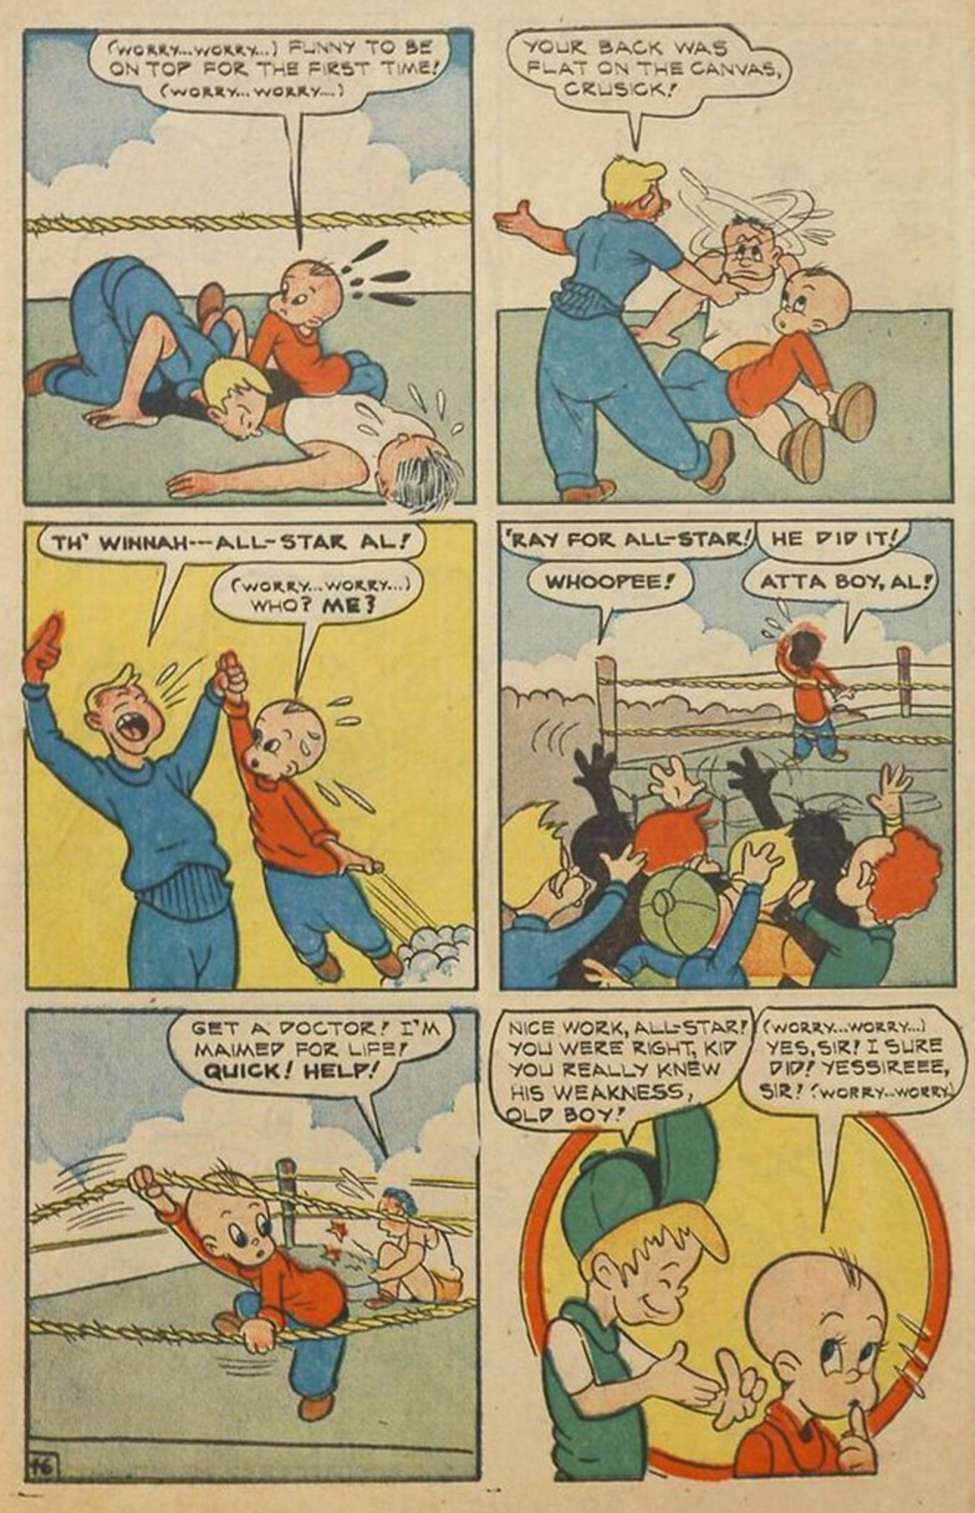 (WORRY...WORRY...) FUNNY TO BE
ON TOP FOR THE FIRST TIME!
(WORRY...WORRY...)
YOUR BACK WAS
FLAT ON THE CANVAS,
CRUSICK!
TH' WINNAH---ALL-STAR AL!
(WORRY...WORRY...)
WHO? ME?
'RAY FOR ALL-STAR!
HE DID IT!
WHOOPEE!
ATTA BOY, AL!
GET A DOCTOR! I'M
MAIMED FOR LIFE!
QUICK! HELP!
NICE WORK, ALL-STAR!
YOU WERE RIGHT, KID
YOU REALLY KNEW
HIS WEAKNESS,
OLD BOY!
(WORRY...WORRY...)
YES, SIR! I SURE
DID! YESSIREEE,
SIR! (WORRY...WORRY)
46